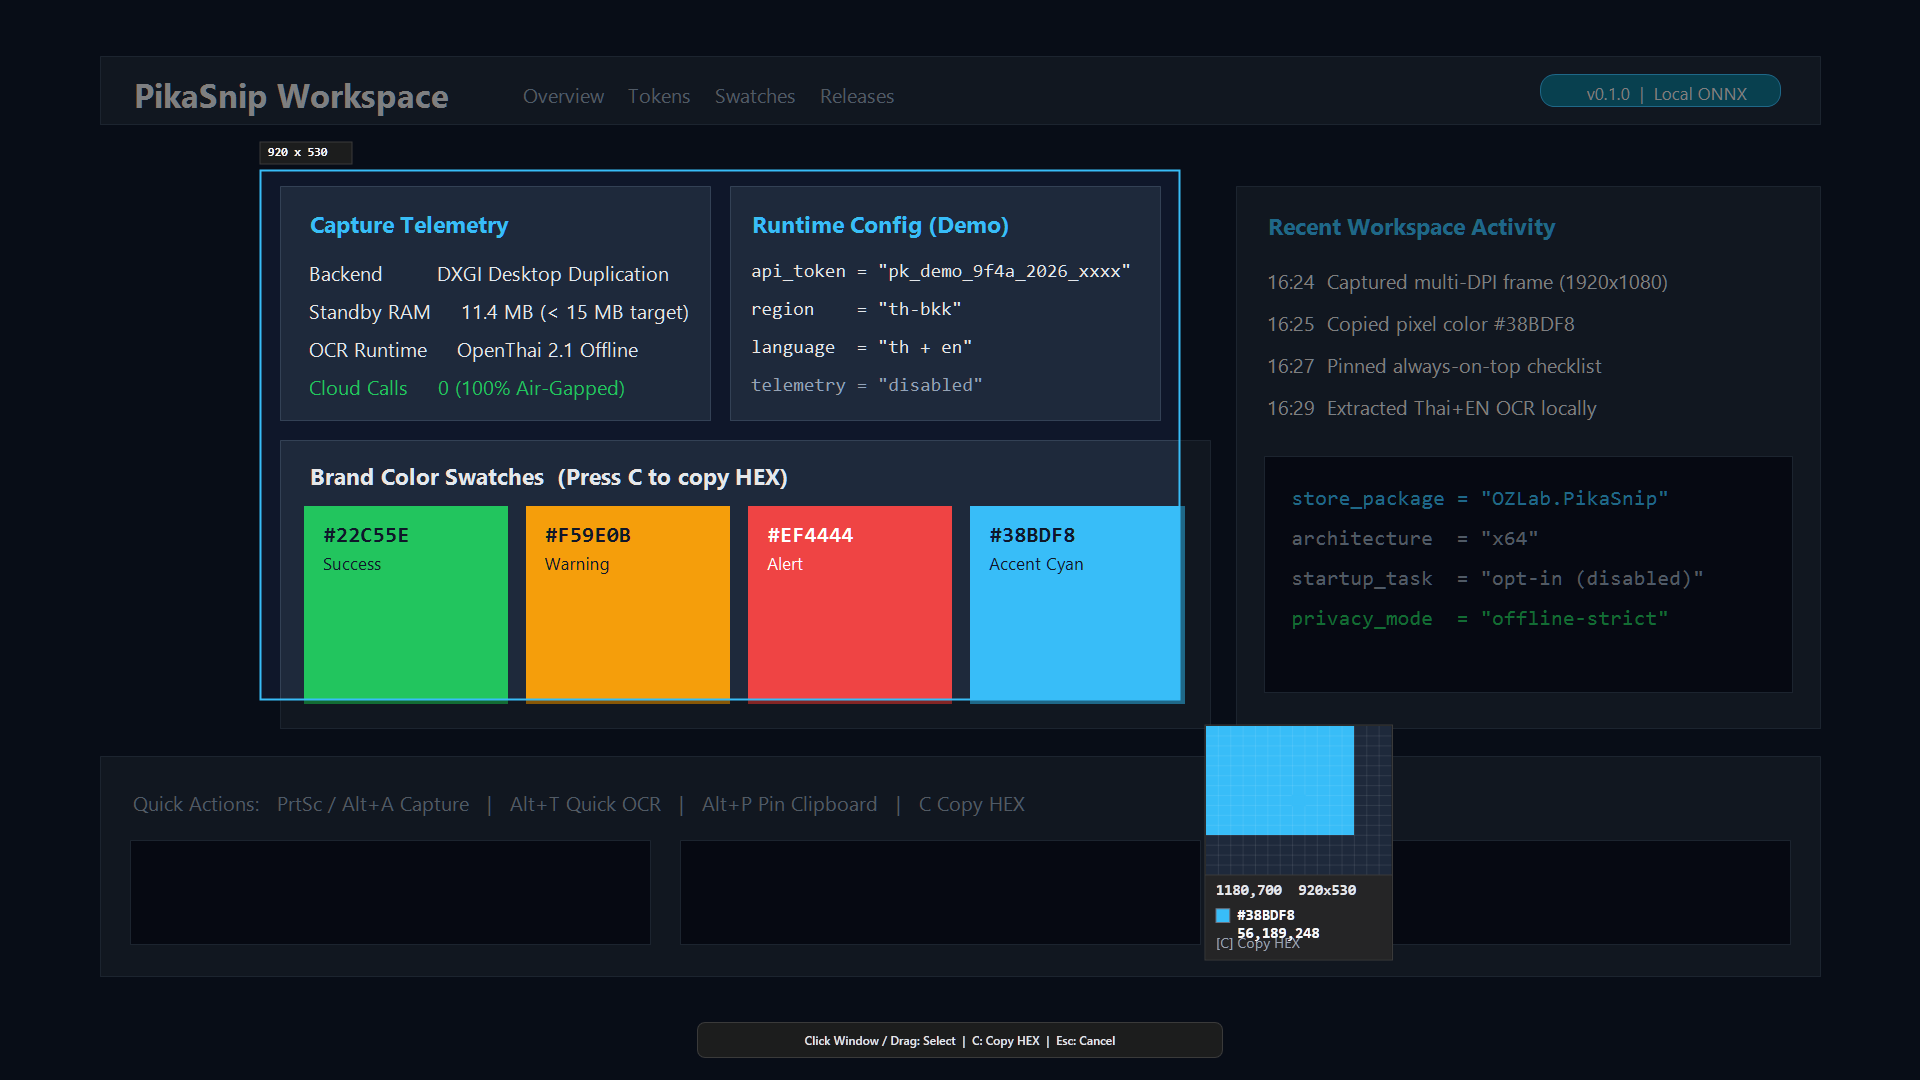 PikaSnip Workspace
Overview Tokens Swatches Releases
v0.1.0 | Local ONNX
920 x 530
Capture Telemetry
Backend DXGI Desktop Duplication
Standby RAM 11.4 MB (< 15 MB target)
OCR Runtime OpenThai 2.1 Offline
Cloud Calls 0 (100% Air-Gapped)
Runtime Config (Demo)
api_token = "pk_demo_9f4a_2026_xxxx"
region = "th-bkk"
language = "th + en"
telemetry = "disabled"
Brand Color Swatches (Press C to copy HEX)
#22C55E
Success
#F59E0B
Warning
#EF4444
Alert
#38BDF8
Accent Cyan
Recent Workspace Activity
16:24 Captured multi-DPI frame (1920x1080)
16:25 Copied pixel color #38BDF8
16:27 Pinned always-on-top checklist
16:29 Extracted Thai+EN OCR locally
store_package = "OZLab.PikaSnip"
architecture = "x64"
startup_task = "opt-in (disabled)"
privacy_mode = "offline-strict"
Quick Actions: PrtSc / Alt+A Capture | Alt+T Quick OCR | Alt+P Pin Clipboard | C Copy HEX
1180,700 920x530
#38BDF8
56,189,248
[C] Copy HEX
Click Window / Drag: Select | C: Copy HEX | Esc: Cancel